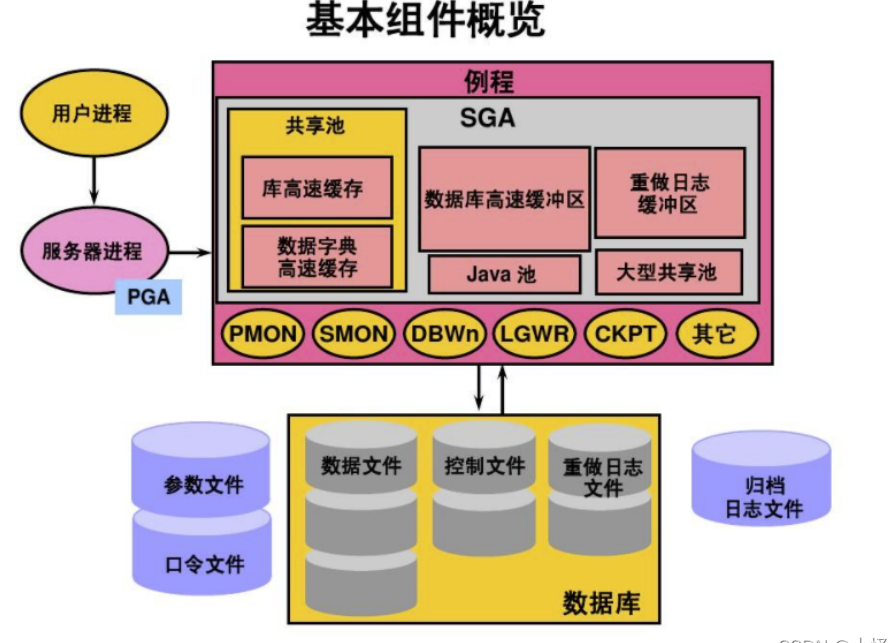 基本组件概览
用户进程
服务器进程
PGA
例程
SGA
共享池
库高速缓存
数据字典
高速缓存
数据库高速缓冲区
重做日志
缓冲区
Java 池
大型共享池
PMON
SMON
DBWn
LGWR
CKPT
其它
参数文件
口令文件
数据文件
控制文件
重做日志
文件
数据库
归档
日志文件